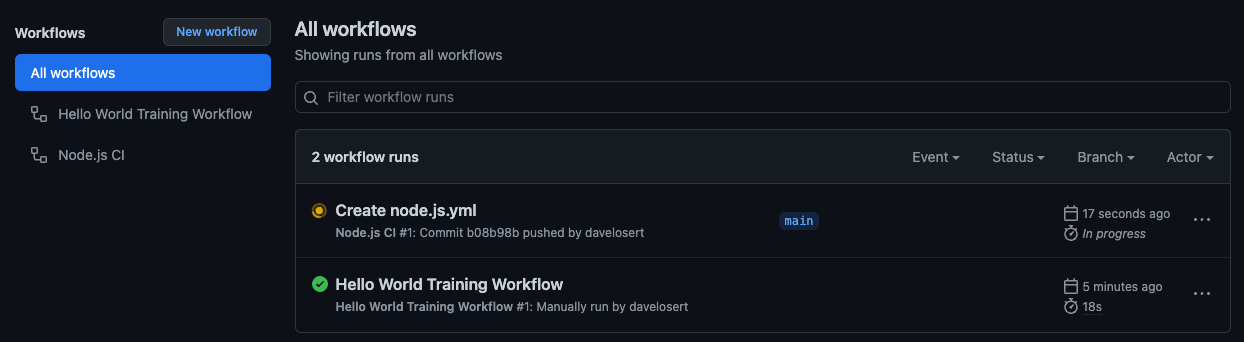 Workflows
New workflow
All workflows
Hello World Training Workflow
Node.js CI
All workflows
Showing runs from all workflows
Filter workflow runs
2 workflow runs
Event
Status
Branch
Actor
Create node.js.yml
Node.js CI #1: Commit b08b98b pushed by davelosert
main
17 seconds ago
In progress
Hello World Training Workflow
Hello World Training Workflow #1: Manually run by davelosert
5 minutes ago
18s